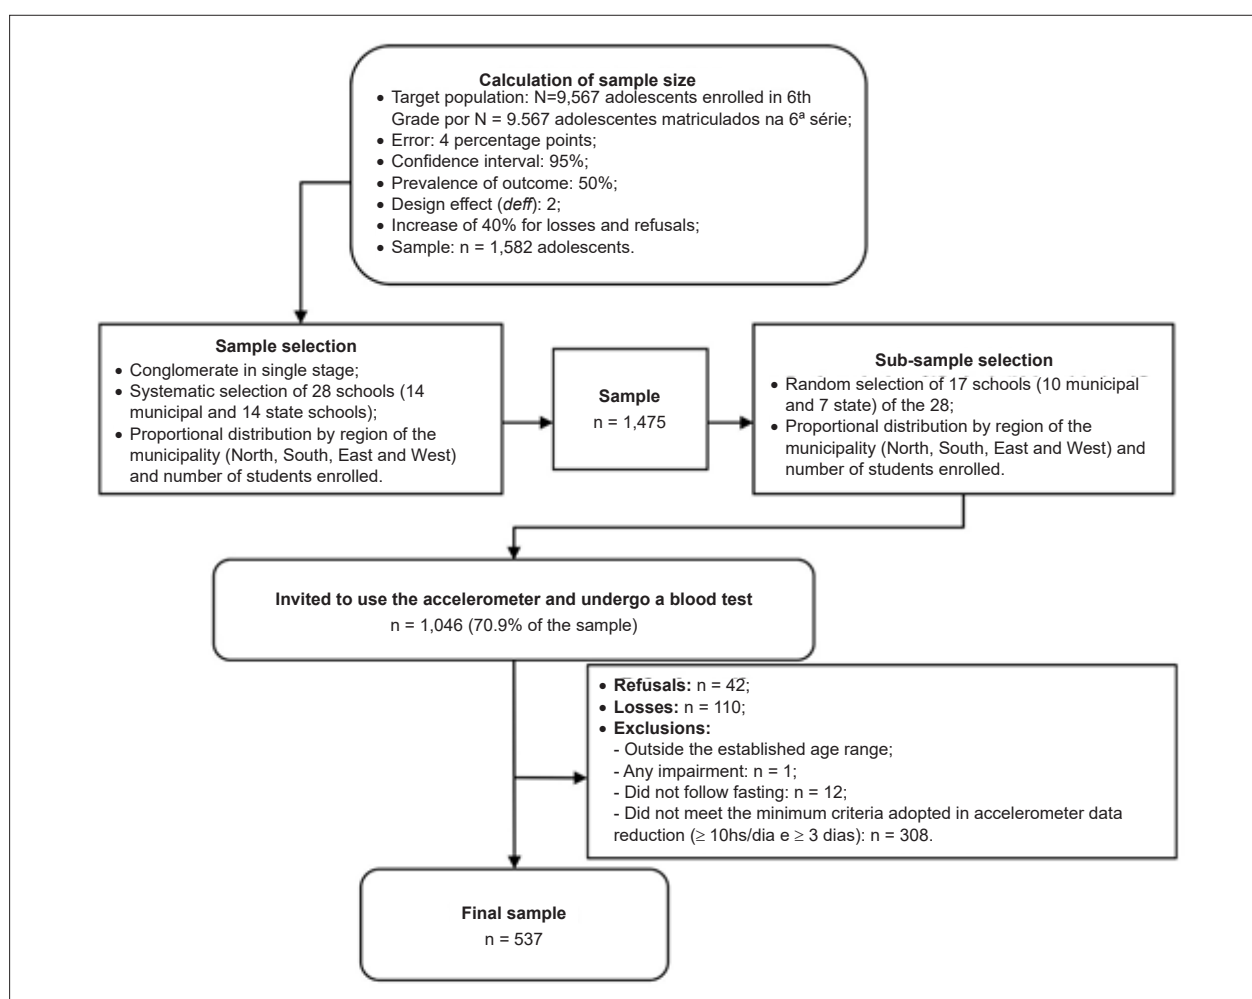 Calculation of sample size
• Target population: N=9,567 adolescents enrolled in 6th
Grade por N = 9.567 adolescentes matriculados na 6ª série;
• Error: 4 percentage points;
• Confidence interval: 95%;
• Prevalence of outcome: 50%;
• Design effect (deff): 2;
• Increase of 40% for losses and refusals;
• Sample: n = 1,582 adolescents.
Sample selection
• Conglomerate in single stage;
• Systematic selection of 28 schools (14
municipal and 14 state schools);
• Proportional distribution by region of the
municipality (North, South, East and West)
and number of students enrolled.
Sample
n = 1,475
Sub-sample selection
• Random selection of 17 schools (10 municipal
and 7 state) of the 28;
• Proportional distribution by region of the
municipality (North, South, East and West) and
number of students enrolled.
Invited to use the accelerometer and undergo a blood test
n = 1,046 (70.9% of the sample)
• Refusals: n = 42;
• Losses: n = 110;
• Exclusions:
- Outside the established age range;
- Any impairment: n = 1;
- Did not follow fasting: n = 12;
- Did not meet the minimum criteria adopted in accelerometer data
reduction (≥ 10hs/dia e ≥ 3 dias): n = 308.
Final sample
n = 537